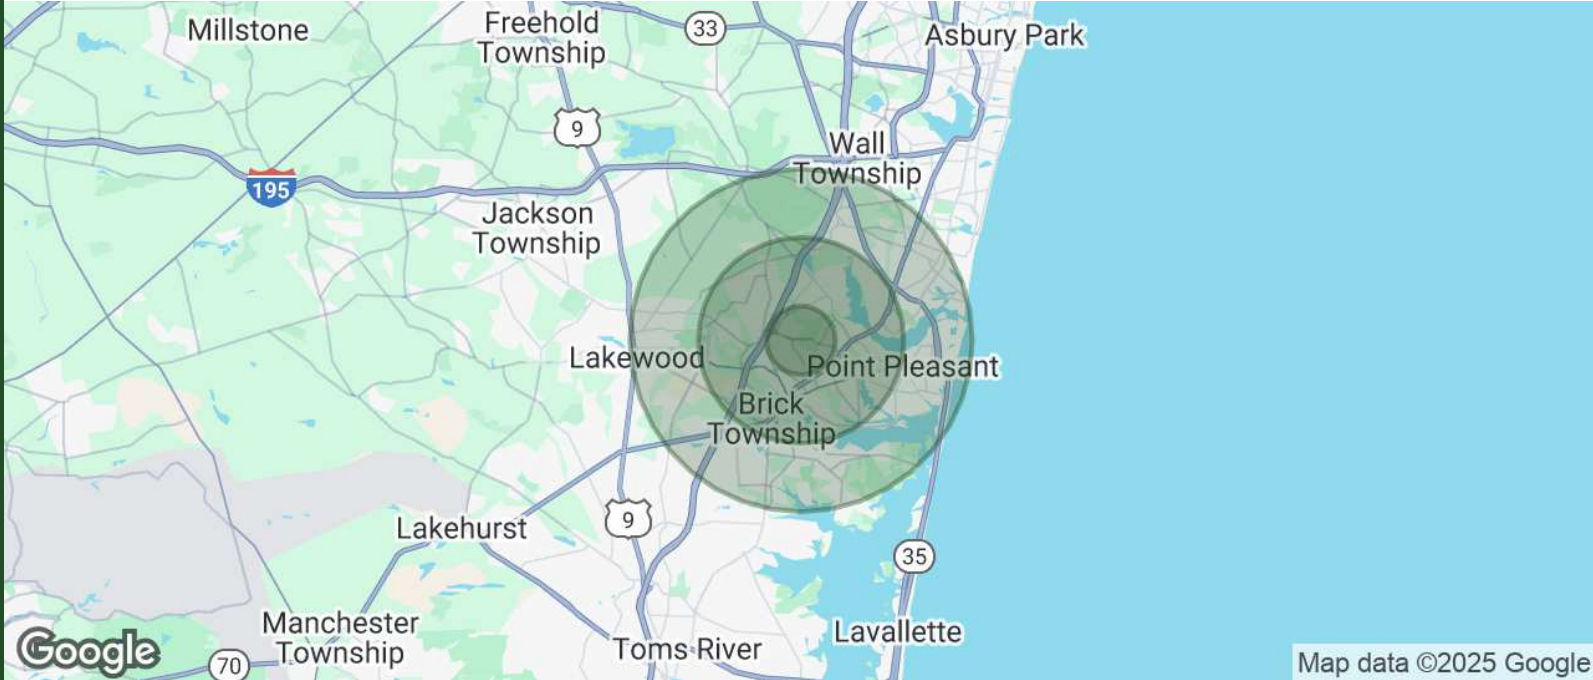 Millstone
Freehold
Township
33
Asbury Park
9
Wall
Township
195
Jackson
Township
Lakewood
Point Pleasant
Brick
Township
Lakehurst
9
35
Manchester
Township
Toms River
Lavallette
Google
70
Map data ©2025 Google